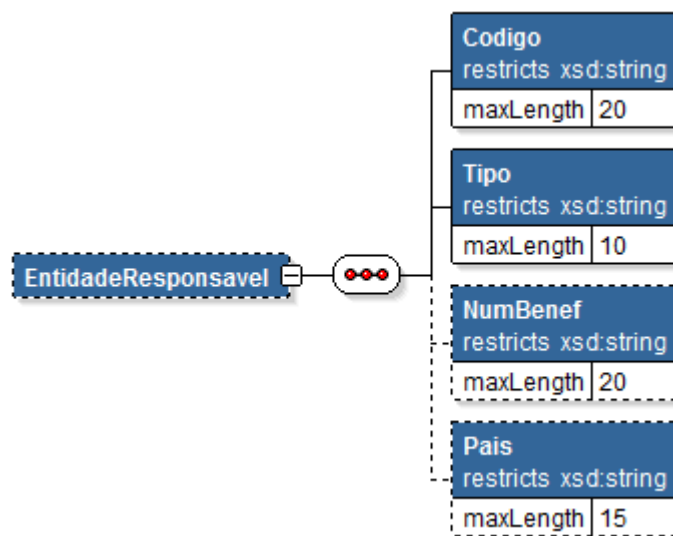 Codigo
restricts xsd:string
maxLength 20
Tipo
restricts xsd:string
maxLength 10
EntidadeResponsavel
NumBenef
restricts xsd:string
maxLength 20
Pais
restricts xsd:string
maxLength 15